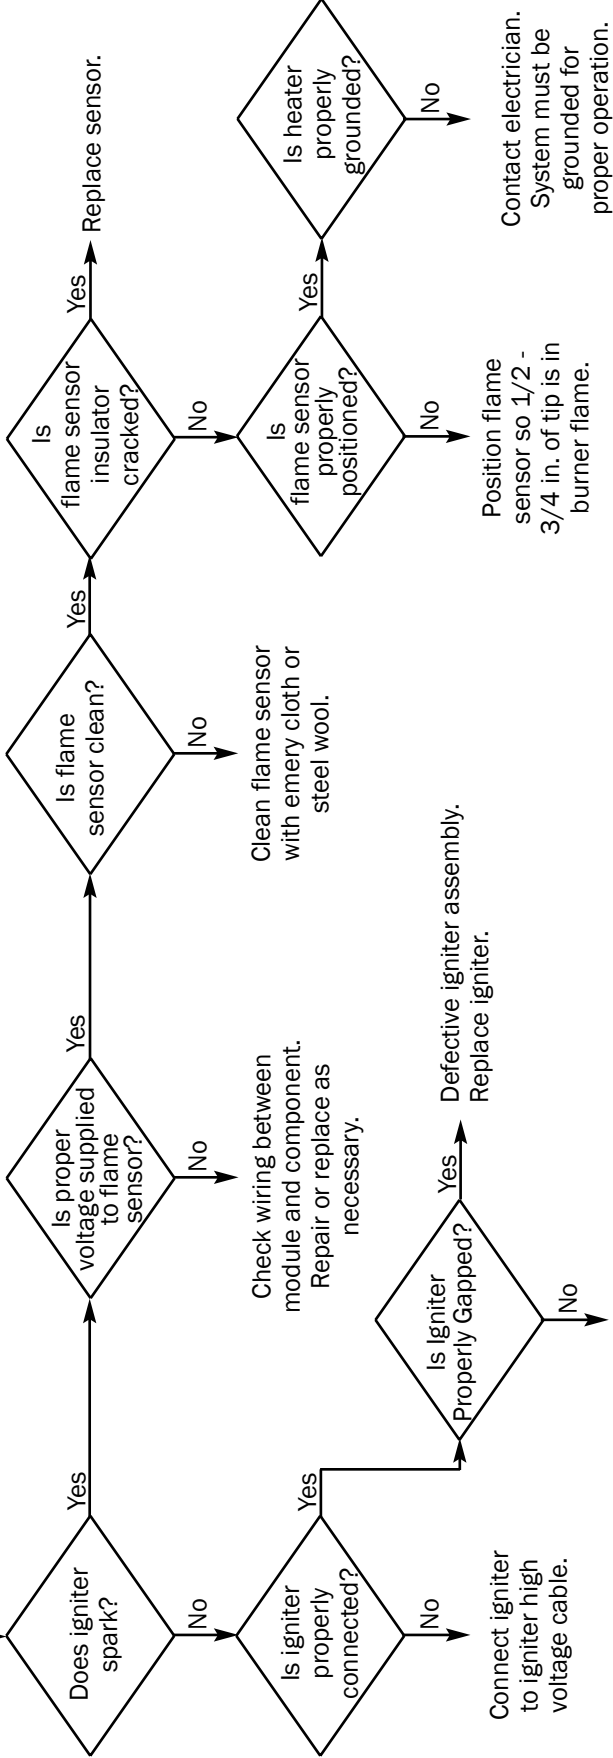 Does igniter
spark?
Yes
No
Is proper
voltage supplied
to flame
sensor?
Yes
No
Check wiring between
module and component.
Repair or replace as
necessary.
Is flame
sensor clean?
Yes
No
Clean flame sensor
with emery cloth or
steel wool.
Is
flame sensor
insulator
cracked?
Yes
Replace sensor.
No
Is
flame sensor
properly
positioned?
Yes
No
Position flame
sensor so 1/2 -
3/4 in. of tip is in
burner flame.
Is heater
properly
grounded?
No
Contact electrician.
System must be
grounded for
proper operation.
Is igniter
properly
connected?
Yes
No
Connect igniter
to igniter high
voltage cable.
Is Igniter
Properly Gapped?
Yes
Defective igniter assembly.
Replace igniter.
No